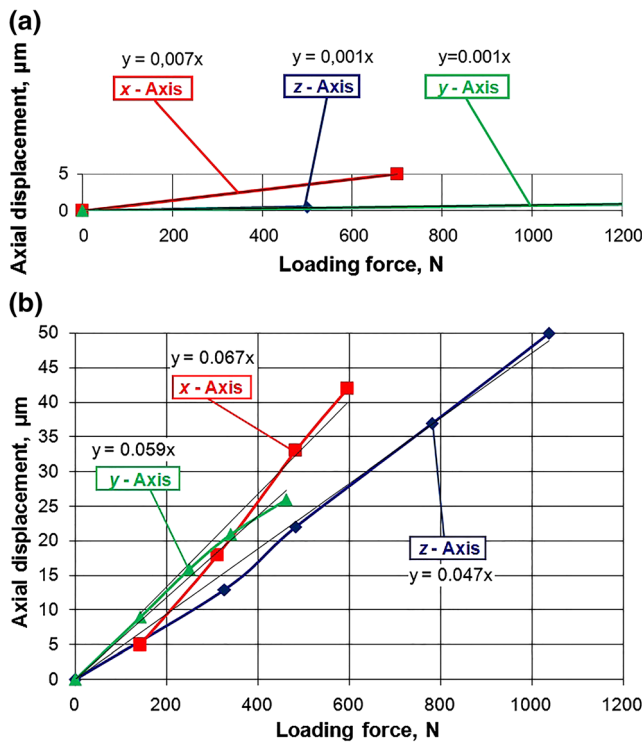 (a)
y = 0,007x
y = 0,001x
y=0.001x
x - Axis
z - Axis
y - Axis
Axial displacement, µm
5
0
0 200 400 600 800 1000 1200
Loading force, N
(b)
50
45
40
35
30
25
20
15
10
5
0
Axial displacement, µm
y = 0.067x
x - Axis
y = 0.059x
y - Axis
z - Axis
y = 0.047x
0 200 400 600 800 1000 1200
Loading force, N